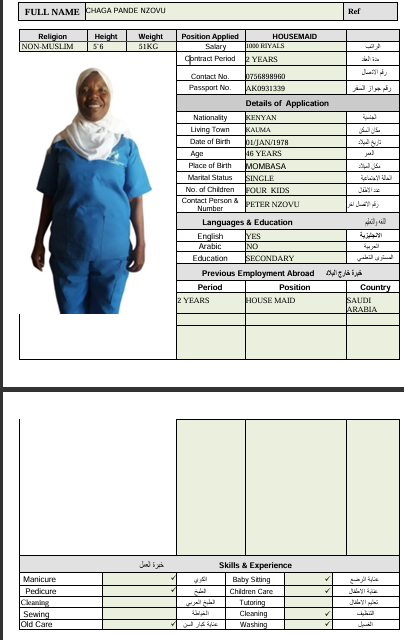 FULL NAME CHAGA PANDE NZOVU Ref
Religion Height Weight Position Applied HOUSEMAID
NON-MUSLIM 5`6 51KG Salary 1000 RIYALS الراتب
Contract Period 2 YEARS مدة العقد
Contact No. 0756898960 رقم الاتصال
Passport No. AK0931339 رقم جواز السفر
Details of Application
Nationality KENYAN الجنسية
Living Town KAUMA مكان السكن
Date of Birth 01/JAN/1978 تاريخ الميلاد
Age 46 YEARS العمر
Place of Birth MOMBASA مكان الميلاد
Marital Status SINGLE الحالة الاجتماعية
No. of Children FOUR KIDS عدد الاطفال
Contact Person & Number PETER NZOVU رقم الاتصال اخر
Languages & Education
English YES الانجليزية
Arabic NO العربية
Education SECONDARY المستوى التعلمي
Previous Employment Abroad خبرة خارج البلاد
Period Position Country
2 YEARS HOUSE MAID SAUDI ARABIA
خبرة العمل Skills & Experience
Manicure ✓ الكوي Baby Sitting ✓ عناية الرضع
Pedicure ✓ الطبخ Children Care ✓ عناية الاطفال
Cleaning الطبخ العربي Tutoring تعليم الاطفال
Sewing الخياطة Cleaning ✓ التنظيف
Old Care ✓ عناية كبار السن Washing ✓ الغسيل